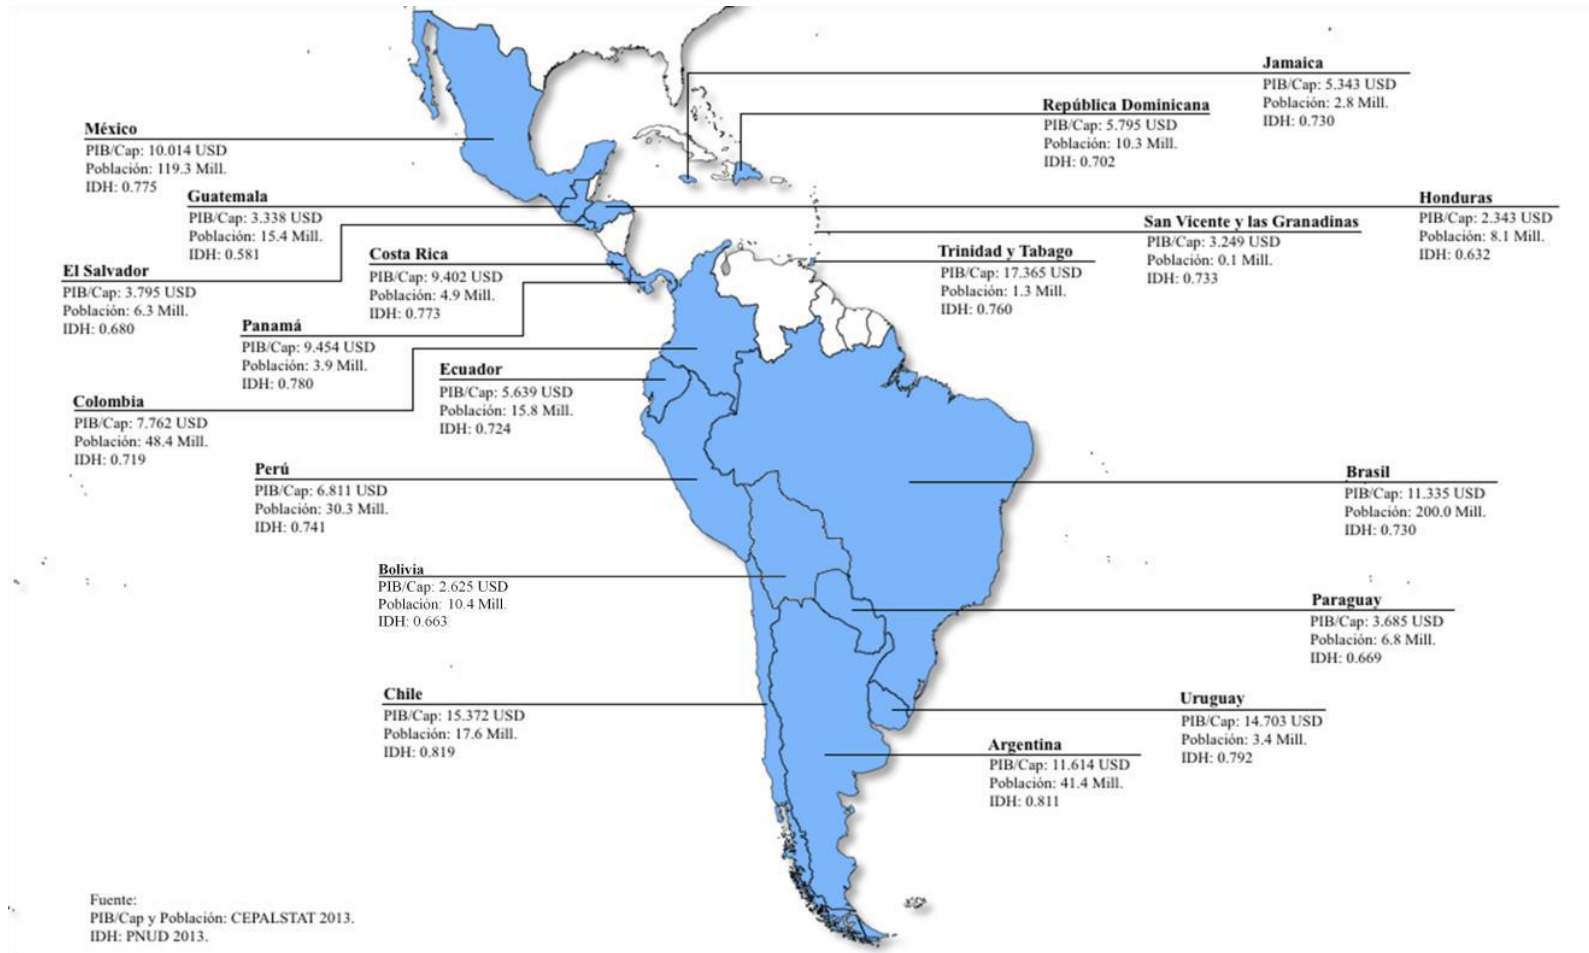 Jamaica
PIB/Cap: 5.343 USD
Población: 2.8 Mill.
IDH: 0.730
República Dominicana
PIB/Cap: 5.795 USD
Población: 10.3 Mill.
IDH: 0.702
México
PIB/Cap: 10.014 USD
Población: 119.3 Mill.
IDH: 0.775
Guatemala
PIB/Cap: 3.338 USD
Población: 15.4 Mill.
IDH: 0.581
Honduras
PIB/Cap: 2.343 USD
Población: 8.1 Mill.
IDH: 0.632
San Vicente y las Granadinas
PIB/Cap: 3.249 USD
Población: 0.1 Mill.
IDH: 0.733
Trinidad y Tabago
PIB/Cap: 17.365 USD
Población: 1.3 Mill.
IDH: 0.760
Costa Rica
PIB/Cap: 9.402 USD
Población: 4.9 Mill.
IDH: 0.773
El Salvador
PIB/Cap: 3.795 USD
Población: 6.3 Mill.
IDH: 0.680
Panamá
PIB/Cap: 9.454 USD
Población: 3.9 Mill.
IDH: 0.780
Ecuador
PIB/Cap: 5.639 USD
Población: 15.8 Mill.
IDH: 0.724
Colombia
PIB/Cap: 7.762 USD
Población: 48.4 Mill.
IDH: 0.719
Perú
PIB/Cap: 6.811 USD
Población: 30.3 Mill.
IDH: 0.741
Brasil
PIB/Cap: 11.335 USD
Población: 200.0 Mill.
IDH: 0.730
Bolivia
PIB/Cap: 2.625 USD
Población: 10.4 Mill.
IDH: 0.663
Paraguay
PIB/Cap: 3.685 USD
Población: 6.8 Mill.
IDH: 0.669
Chile
PIB/Cap: 15.372 USD
Población: 17.6 Mill.
IDH: 0.819
Uruguay
PIB/Cap: 14.703 USD
Población: 3.4 Mill.
IDH: 0.792
Argentina
PIB/Cap: 11.614 USD
Población: 41.4 Mill.
IDH: 0.811
Fuente:
PIB/Cap y Población: CEPALSTAT 2013.
IDH: PNUD 2013.